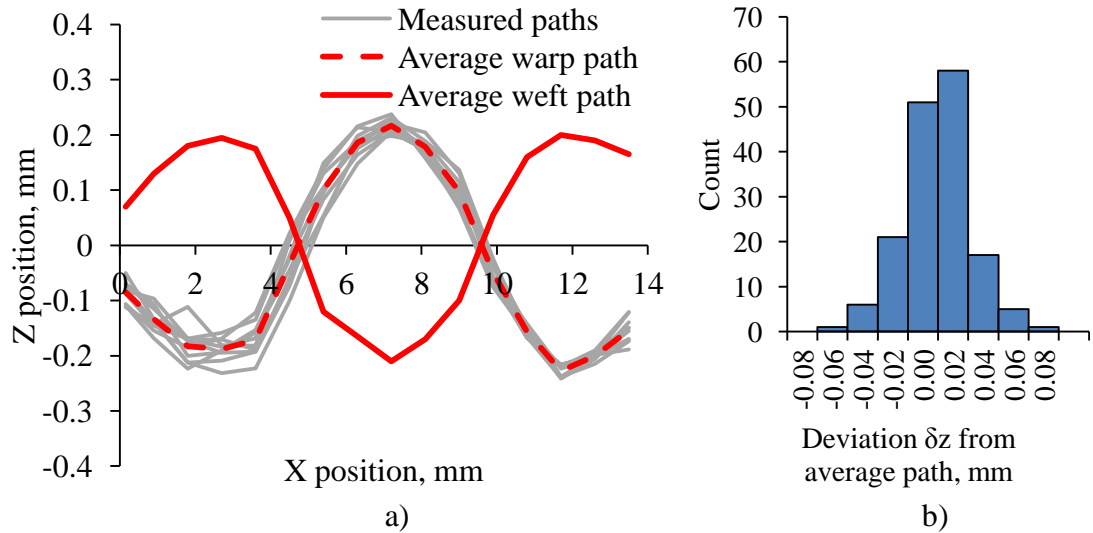 0.4
0.3
0.2
0.1
0
-0.1
-0.2
-0.3
-0.4
Z position, mm
0 2 4 6 8 10 12 14
X position, mm
Measured paths
Average warp path
Average weft path
a)
70
60
50
40
30
20
10
0
Count
-0.08 -0.06 -0.04 -0.02 0.00 0.02 0.04 0.06 0.08
Deviation δz from
average path, mm
b)